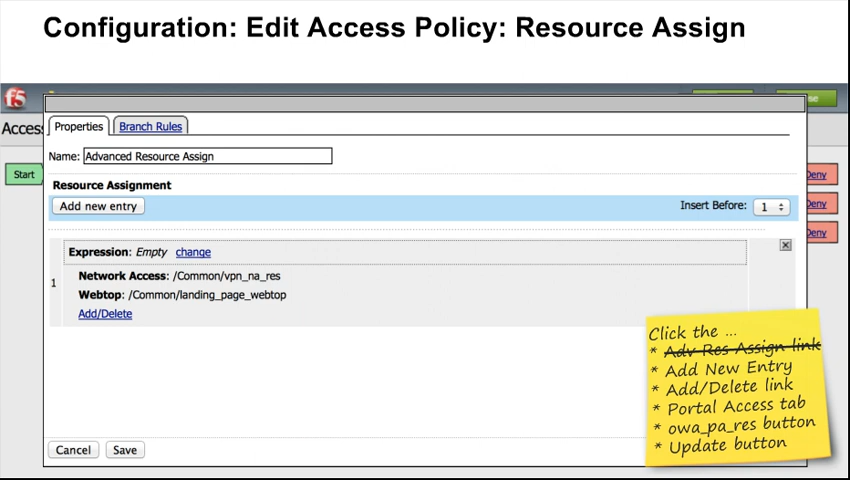 Configuration: Edit Access Policy: Resource Assign
f5
Access
Properties
Branch Rules
Name: Advanced Resource Assign
Start
Deny
Resource Assignment
Add new entry
Insert Before: 1
Deny
Deny
Expression: Empty change
1
Network Access: /Common/vpn_na_res
Webtop: /Common/landing_page_webtop
Add/Delete
Click the ...
* Adv Res Assign link
* Add New Entry
* Add/Delete link
* Portal Access tab
* owa_pa_res button
* Update button
Cancel
Save